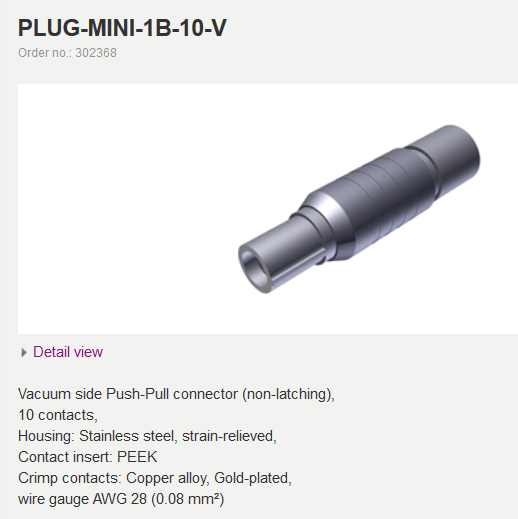 PLUG-MINI-1B-10-V
Order no.: 302368
Detail view
Vacuum side Push-Pull connector (non-latching),
10 contacts,
Housing: Stainless steel, strain-relieved,
Contact insert: PEEK
Crimp contacts: Copper alloy, Gold-plated,
wire gauge AWG 28 (0.08 mm²)